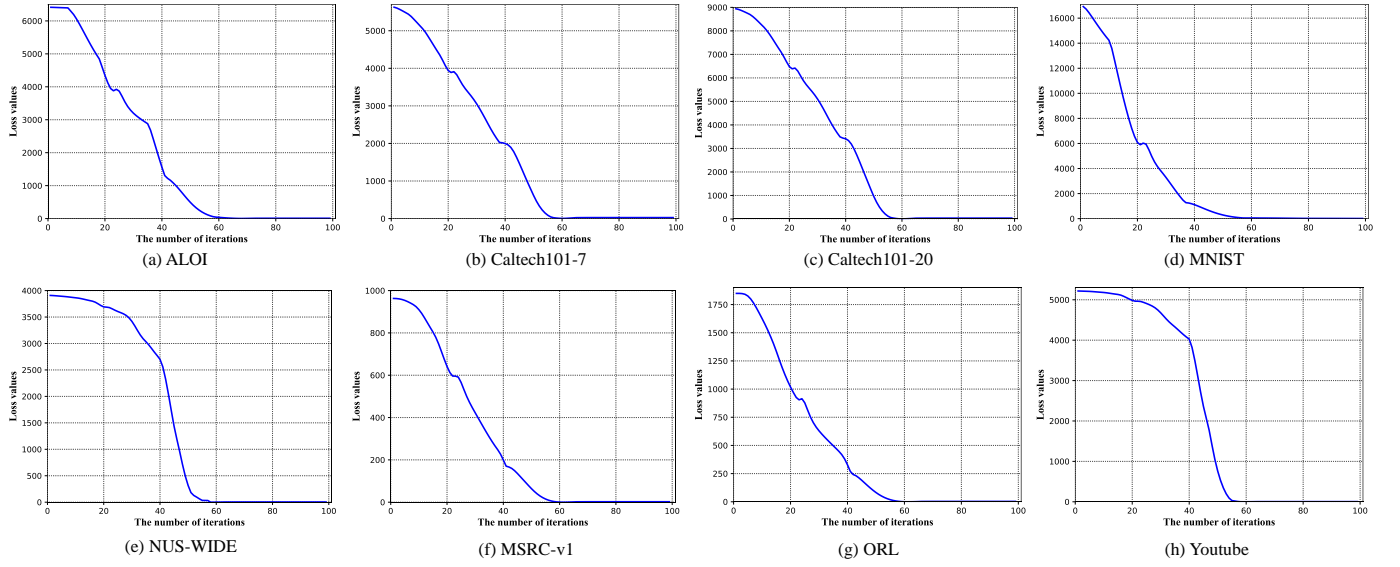 Loss values
6000
5000
4000
3000
2000
1000
0
0 20 40 60 80 100
The number of iterations
(a) ALOI
Loss values
5000
4000
3000
2000
1000
0
0 20 40 60 80 100
The number of iterations
(b) Caltech101-7
Loss values
9000
8000
7000
6000
5000
4000
3000
2000
1000
0
0 20 40 60 80 100
The number of iterations
(c) Caltech101-20
Loss values
16000
14000
12000
10000
8000
6000
4000
2000
0
0 20 40 60 80 100
The number of iterations
(d) MNIST
Loss values
4000
3500
3000
2500
2000
1500
1000
500
0
0 20 40 60 80 100
The number of iterations
(e) NUS-WIDE
Loss values
1000
800
600
400
200
0
0 20 40 60 80 100
The number of iterations
(f) MSRC-v1
Loss values
1750
1500
1250
1000
750
500
250
0
0 20 40 60 80 100
The number of iterations
(g) ORL
Loss values
5000
4000
3000
2000
1000
0
0 20 40 60 80 100
The number of iterations
(h) Youtube